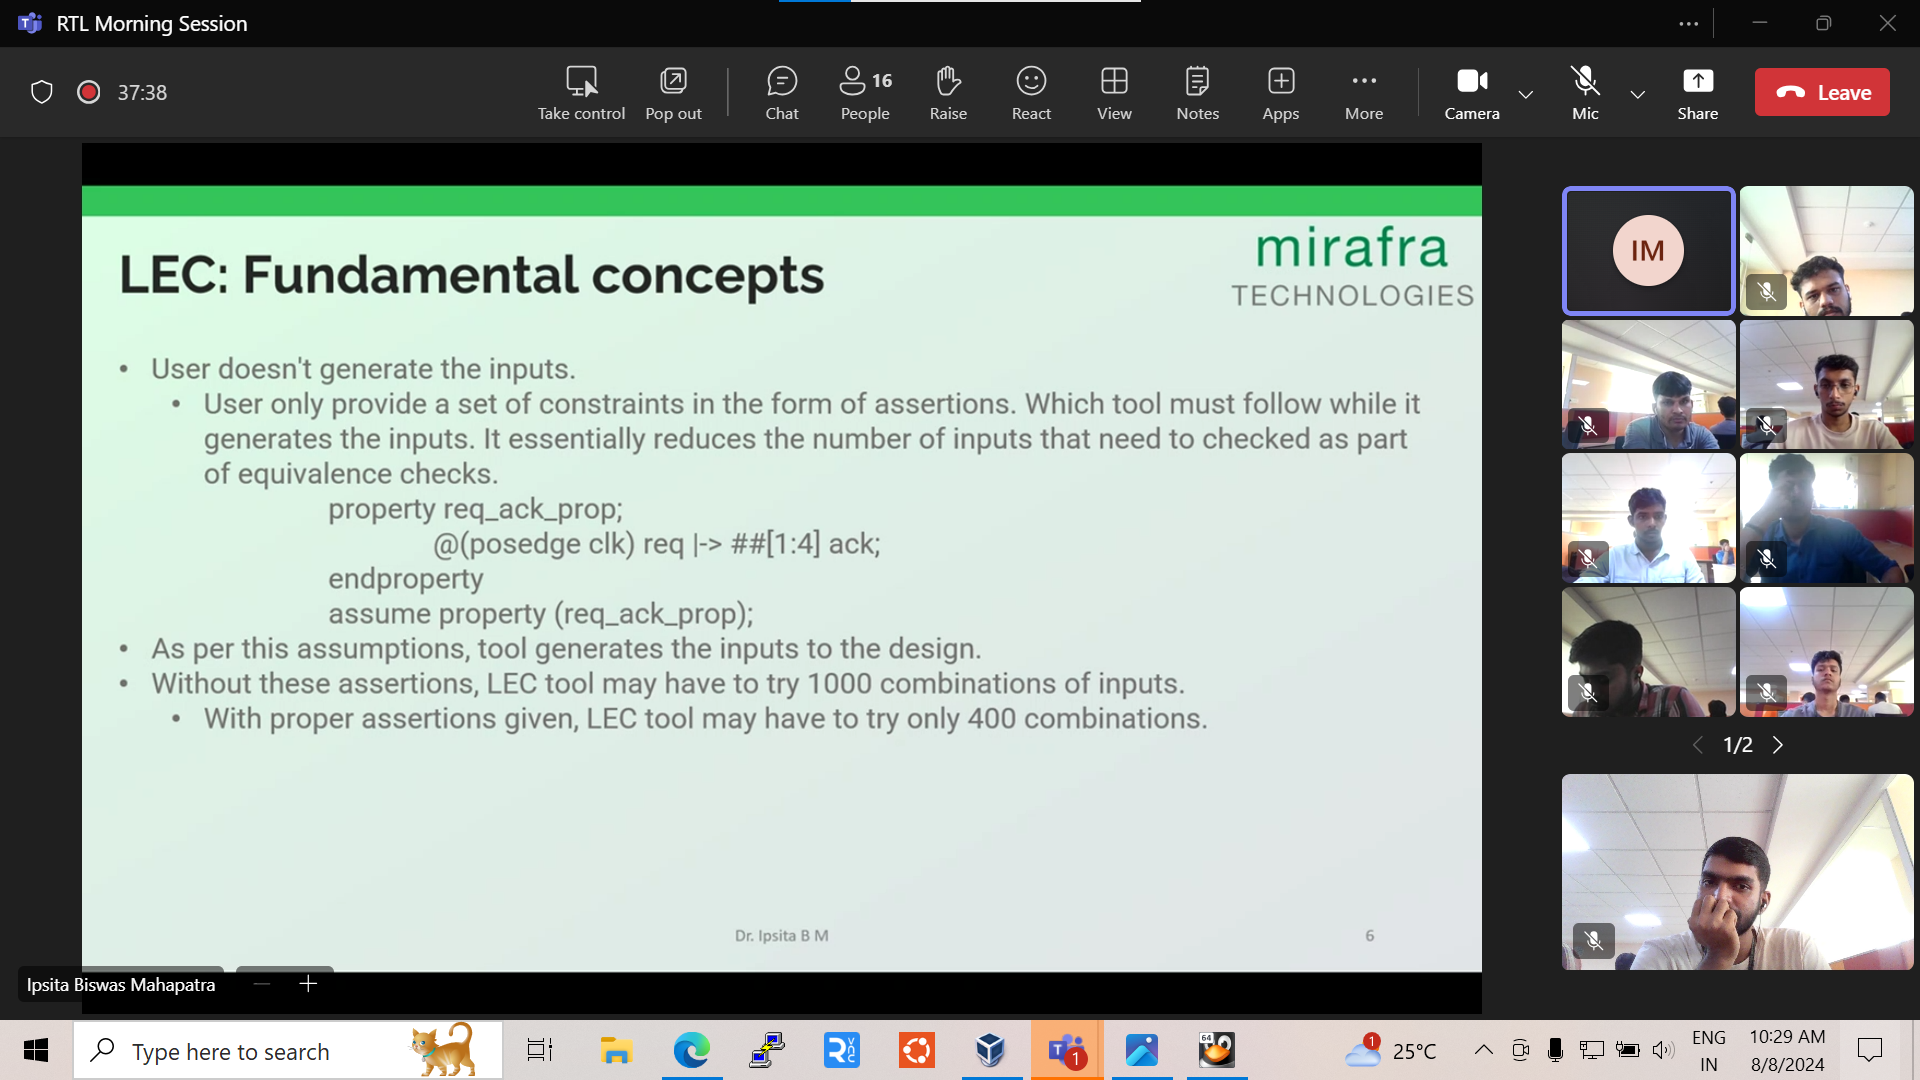 RTL Morning Session
37:38
Take control
Pop out
Chat
People 16
Raise
React
View
Notes
Apps
More
Camera
Mic
Share
Leave
mirafra
TECHNOLOGIES
LEC: Fundamental concepts
• User doesn't generate the inputs.
• User only provide a set of constraints in the form of assertions. Which tool must follow while it
generates the inputs. It essentially reduces the number of inputs that need to checked as part
of equivalence checks.
property req_ack_prop;
@(posedge clk) req |-> ##[1:4] ack;
endproperty
assume property (req_ack_prop);
• As per this assumptions, tool generates the inputs to the design.
• Without these assertions, LEC tool may have to try 1000 combinations of inputs.
• With proper assertions given, LEC tool may have to try only 400 combinations.
Dr. Ipsita B M
6
IM
1/2
Ipsita Biswas Mahapatra
Type here to search
64
1
1
25°C
ENG
IN
10:29 AM
8/8/2024